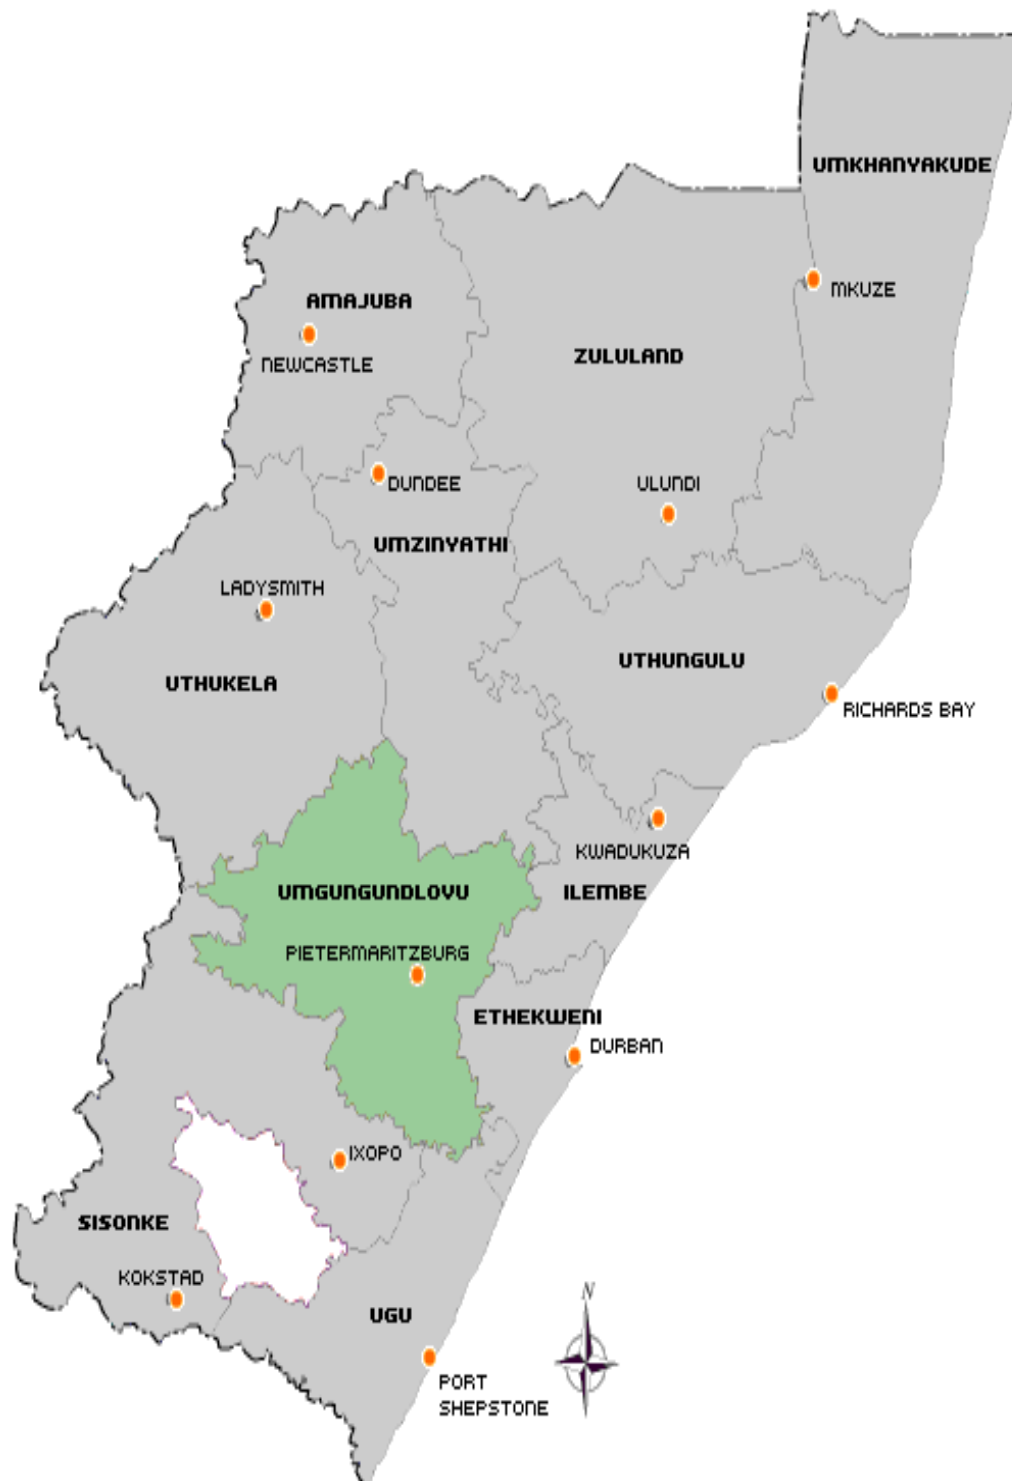 UMKHANYAKUDE
MKUZE
AMAJUBA
NEWCASTLE
ZULULAND
DUNDEE
ULUNDI
UMZINYATHI
LADYSMITH
UTHUKELA
UTHUNGULU
RICHARDS BAY
KWADUKUZA
UMGUNGUNDLOVU
ILEMBE
PIETERMARITZBURG
ETHEKWENI
DURBAN
IXOPO
SISONKE
KOKSTAD
UGU
N
PORT
SHEPSTONE